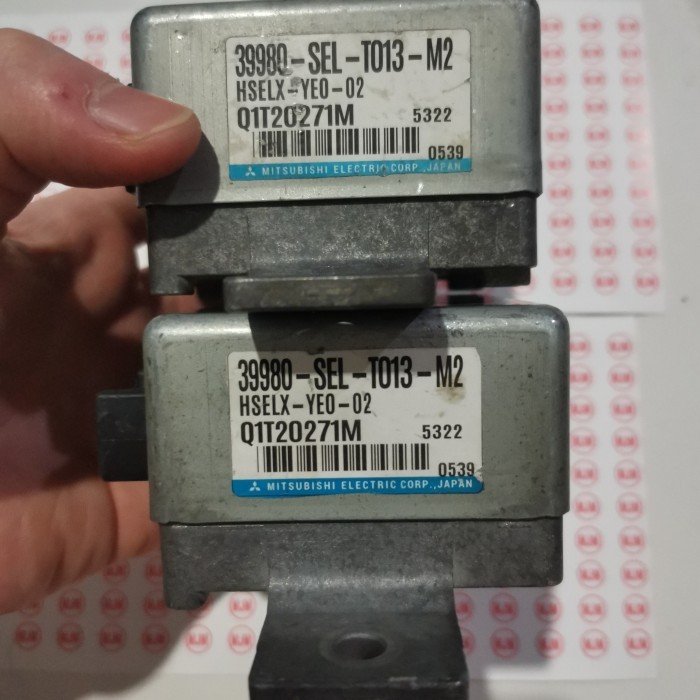 39980-SEL-T013-M2
HSELX-YE0-02
Q1T20271M 5322
0539
MITSUBISHI ELECTRIC CORP.,JAPAN
39980-SEL-T013-M2
HSELX-YE0-02
Q1T20271M 5322
0539
MITSUBISHI ELECTRIC CORP.,JAPAN